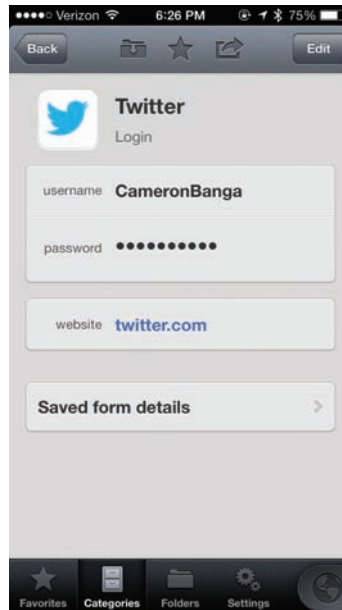 Verizon 6:26 PM 75%
Back Edit
Twitter
Login
username CameronBanga
password ••••••••••
website twitter.com
Saved form details
Favorites Categories Folders Settings